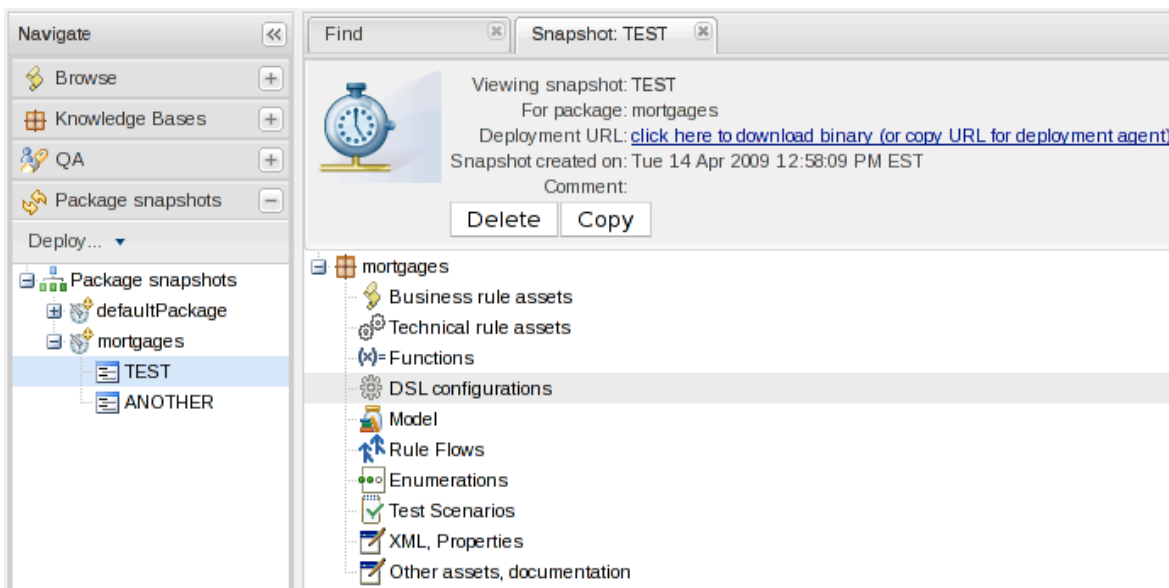 Navigate
Browse
Knowledge Bases
QA
Package snapshots
Deploy...
Package snapshots
defaultPackage
mortgages
TEST
ANOTHER
Find
Snapshot: TEST
Viewing snapshot: TEST
For package: mortgages
Deployment URL: click here to download binary (or copy URL for deployment agent)
Snapshot created on: Tue 14 Apr 2009 12:58:09 PM EST
Comment:
Delete Copy
mortgages
Business rule assets
Technical rule assets
(x)= Functions
DSL configurations
Model
Rule Flows
Enumerations
Test Scenarios
XML, Properties
Other assets, documentation